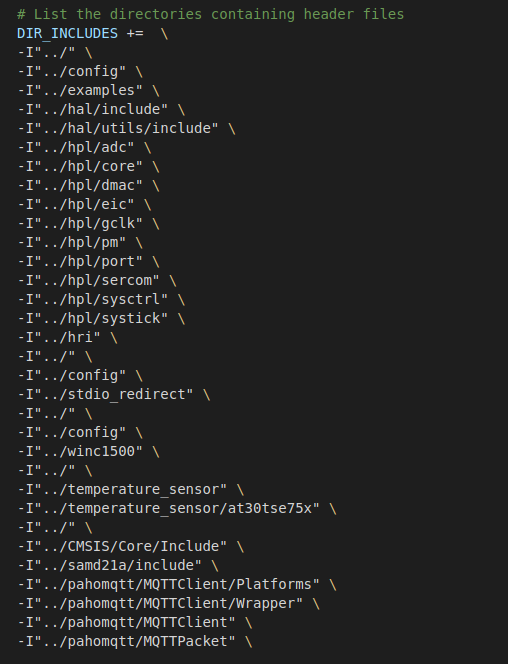 # List the directories containing header files
DIR_INCLUDES +=  \
-I"../" \
-I"../config" \
-I"../examples" \
-I"../hal/include" \
-I"../hal/utils/include" \
-I"../hpl/adc" \
-I"../hpl/core" \
-I"../hpl/dmac" \
-I"../hpl/eic" \
-I"../hpl/gclk" \
-I"../hpl/pm" \
-I"../hpl/port" \
-I"../hpl/sercom" \
-I"../hpl/sysctrl" \
-I"../hpl/systick" \
-I"../hri" \
-I"../" \
-I"../config" \
-I"../stdio_redirect" \
-I"../" \
-I"../config" \
-I"../winc1500" \
-I"../" \
-I"../temperature_sensor" \
-I"../temperature_sensor/at30tse75x" \
-I"../" \
-I"../CMSIS/Core/Include" \
-I"../samd21a/include" \
-I"../pahomqtt/MQTTClient/Platforms" \
-I"../pahomqtt/MQTTClient/Wrapper" \
-I"../pahomqtt/MQTTClient" \
-I"../pahomqtt/MQTTPacket" \